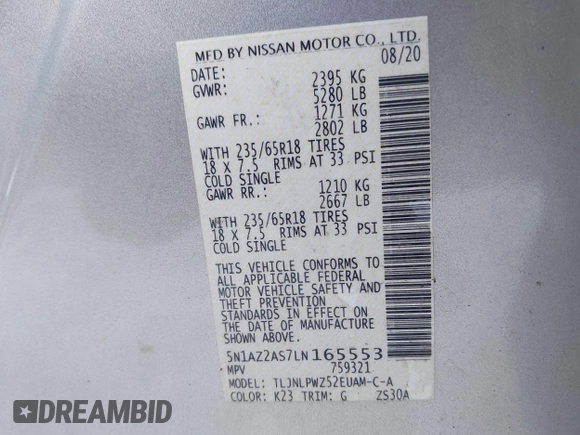 MFD BY NISSAN MOTOR CO., LTD.
DATE: 08/20
GVWR: 2395 KG
5280 LB
GAWR FR.: 1271 KG
2802 LB
WITH 235/65R18 TIRES
18 X 7.5 RIMS AT 33 PSI
COLD SINGLE
GAWR RR.: 1210 KG
2667 LB
WITH 235/65R18 TIRES
18 X 7.5 RIMS AT 33 PSI
COLD SINGLE
THIS VEHICLE CONFORMS TO
ALL APPLICABLE FEDERAL
MOTOR VEHICLE SAFETY AND
THEFT PREVENTION
STANDARDS IN EFFECT ON
THE DATE OF MANUFACTURE
SHOWN ABOVE.
5N1AZ2AS7LN165553
MPV 759321
MODEL: TLJNLPWZ52EUAM-C-A
COLOR: K23 TRIM: G ZS30A
epic.auction